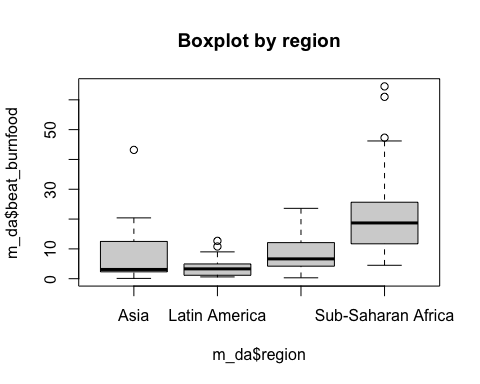 Boxplot by region
m_da$beat_burnfood
50
30
10
0
Asia Latin America Sub-Saharan Africa
m_da$region